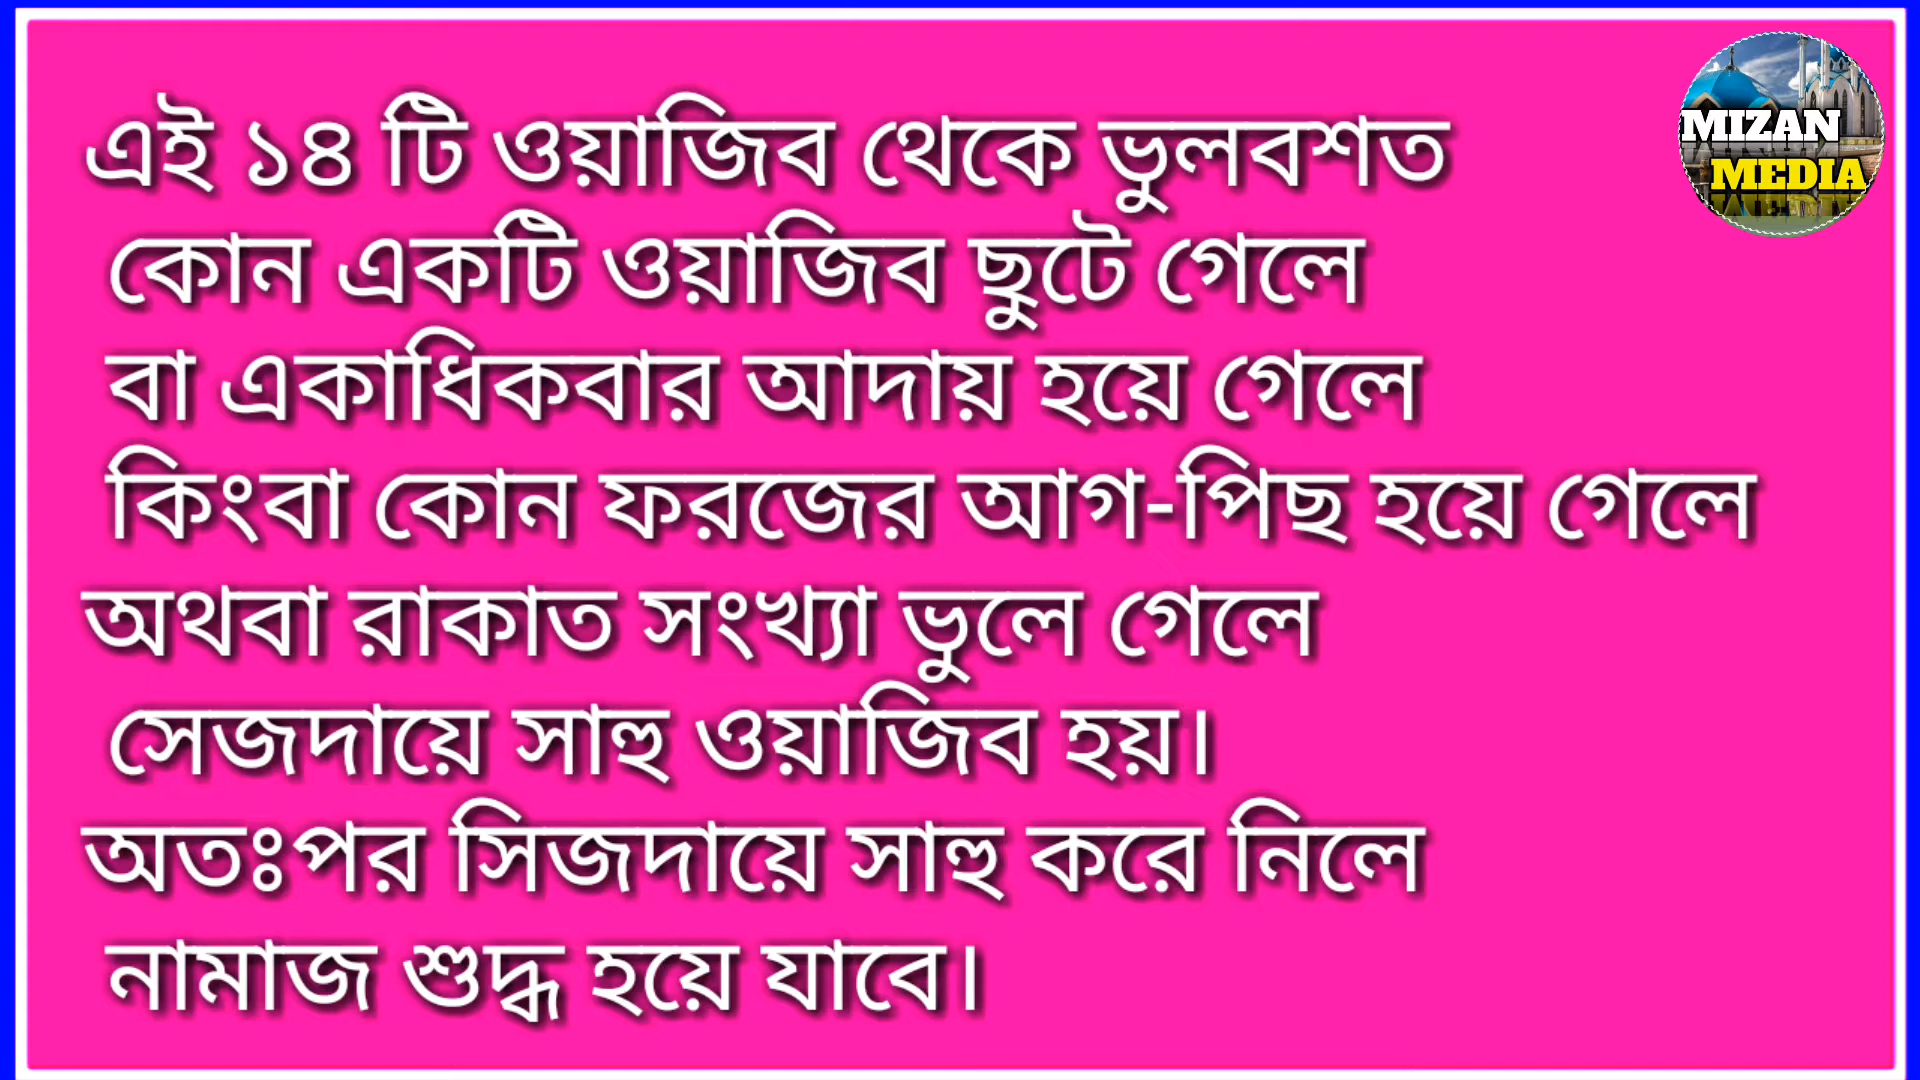 এই ১৪ টি ওয়াজিব থেকে ভুলবশত
কোন একটি ওয়াজিব ছুটে গেলে
বা একাধিকবার আদায় হয়ে গেলে
কিংবা কোন ফরজের আগ-পিছ হয়ে গেলে
অথবা রাকাত সংখ্যা ভুলে গেলে
সেজদায়ে সাহু ওয়াজিব হয়।
অতঃপর সিজদায়ে সাহু করে নিলে
নামাজ শুদ্ধ হয়ে যাবে।
MIZAN
MEDIA